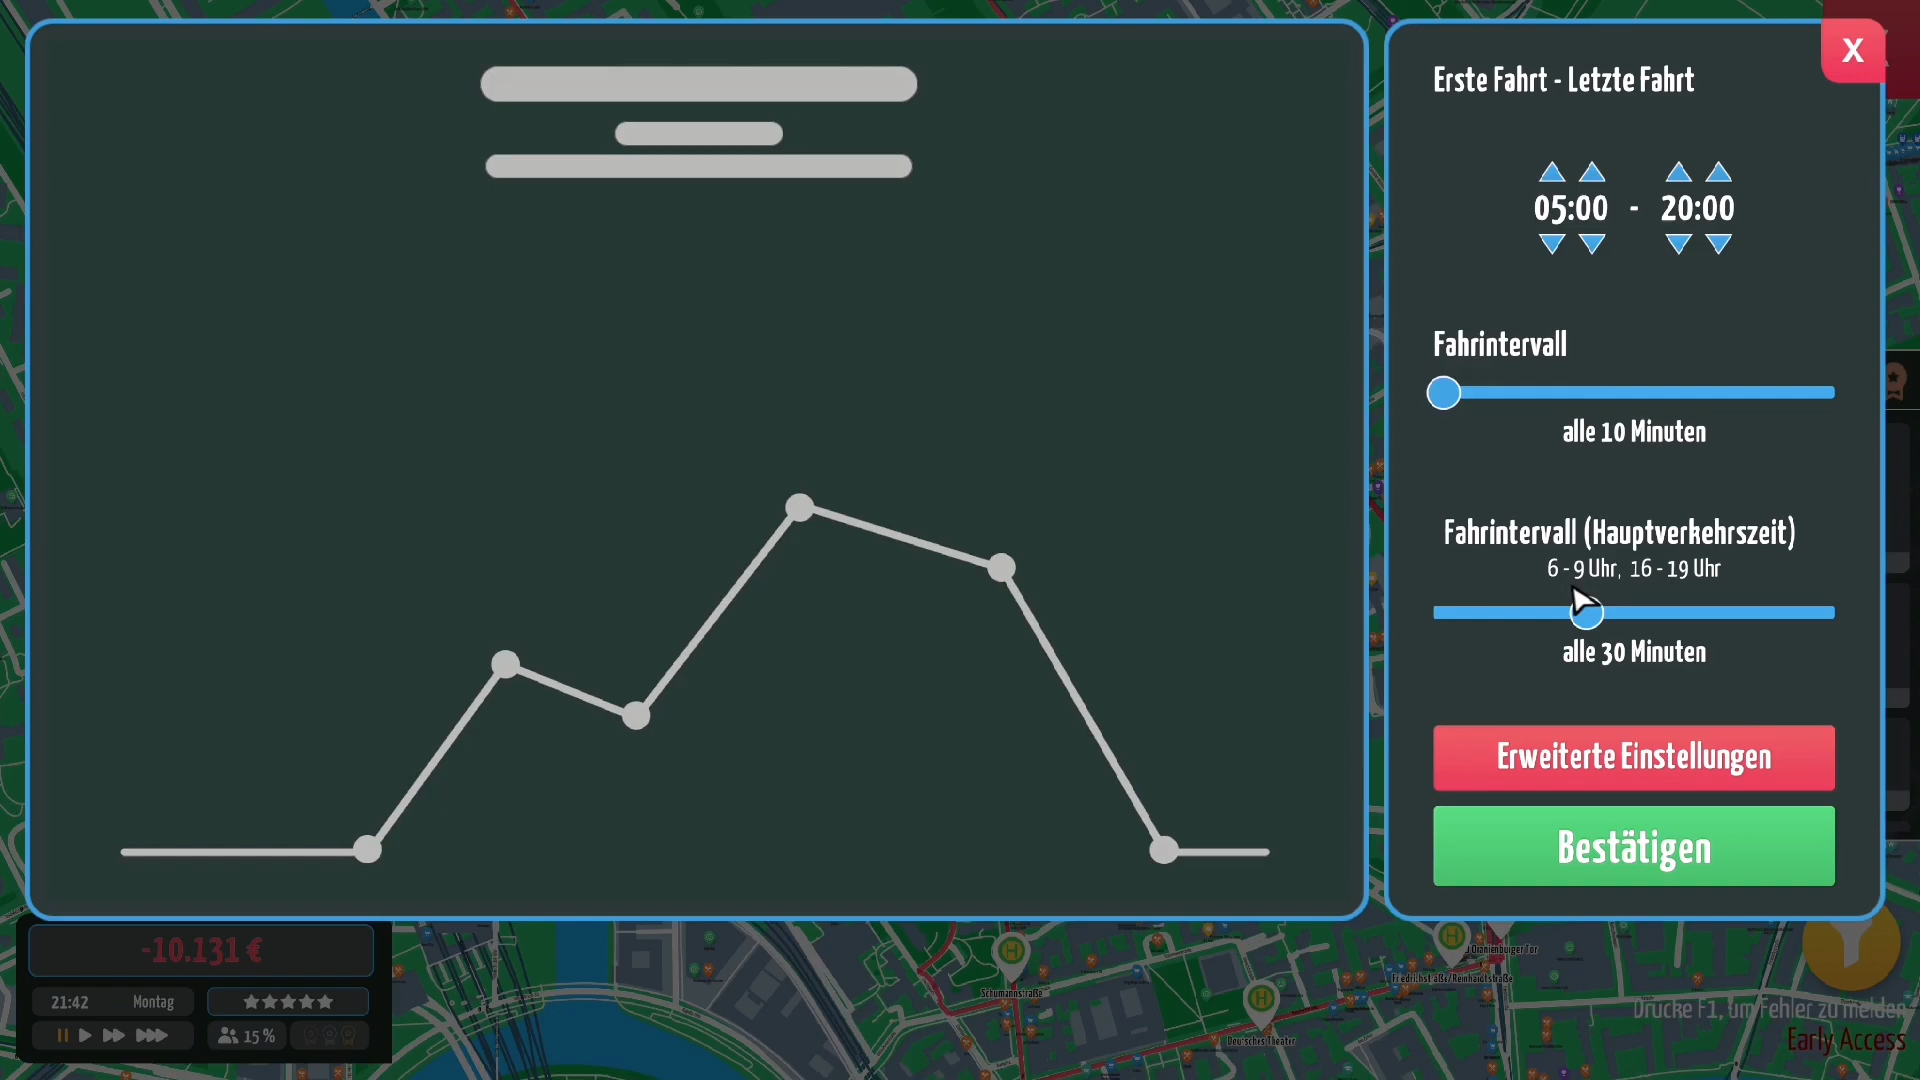 X
Erste Fahrt - Letzte Fahrt
05:00 - 20:00
Fahrintervall
alle 10 Minuten
Fahrintervall (Hauptverkehrszeit)
6 - 9 Uhr, 16 - 19 Uhr
alle 30 Minuten
Erweiterte Einstellungen
Bestätigen
-10.131 €
21:42 Montag
15 %
H
Schumannstraße
H
Deutsches Theater
H
Oranienburger Tor
Friedrichstraße/Reinhardtstraße
Drücke F1, um Fehler zu melden
Early Access